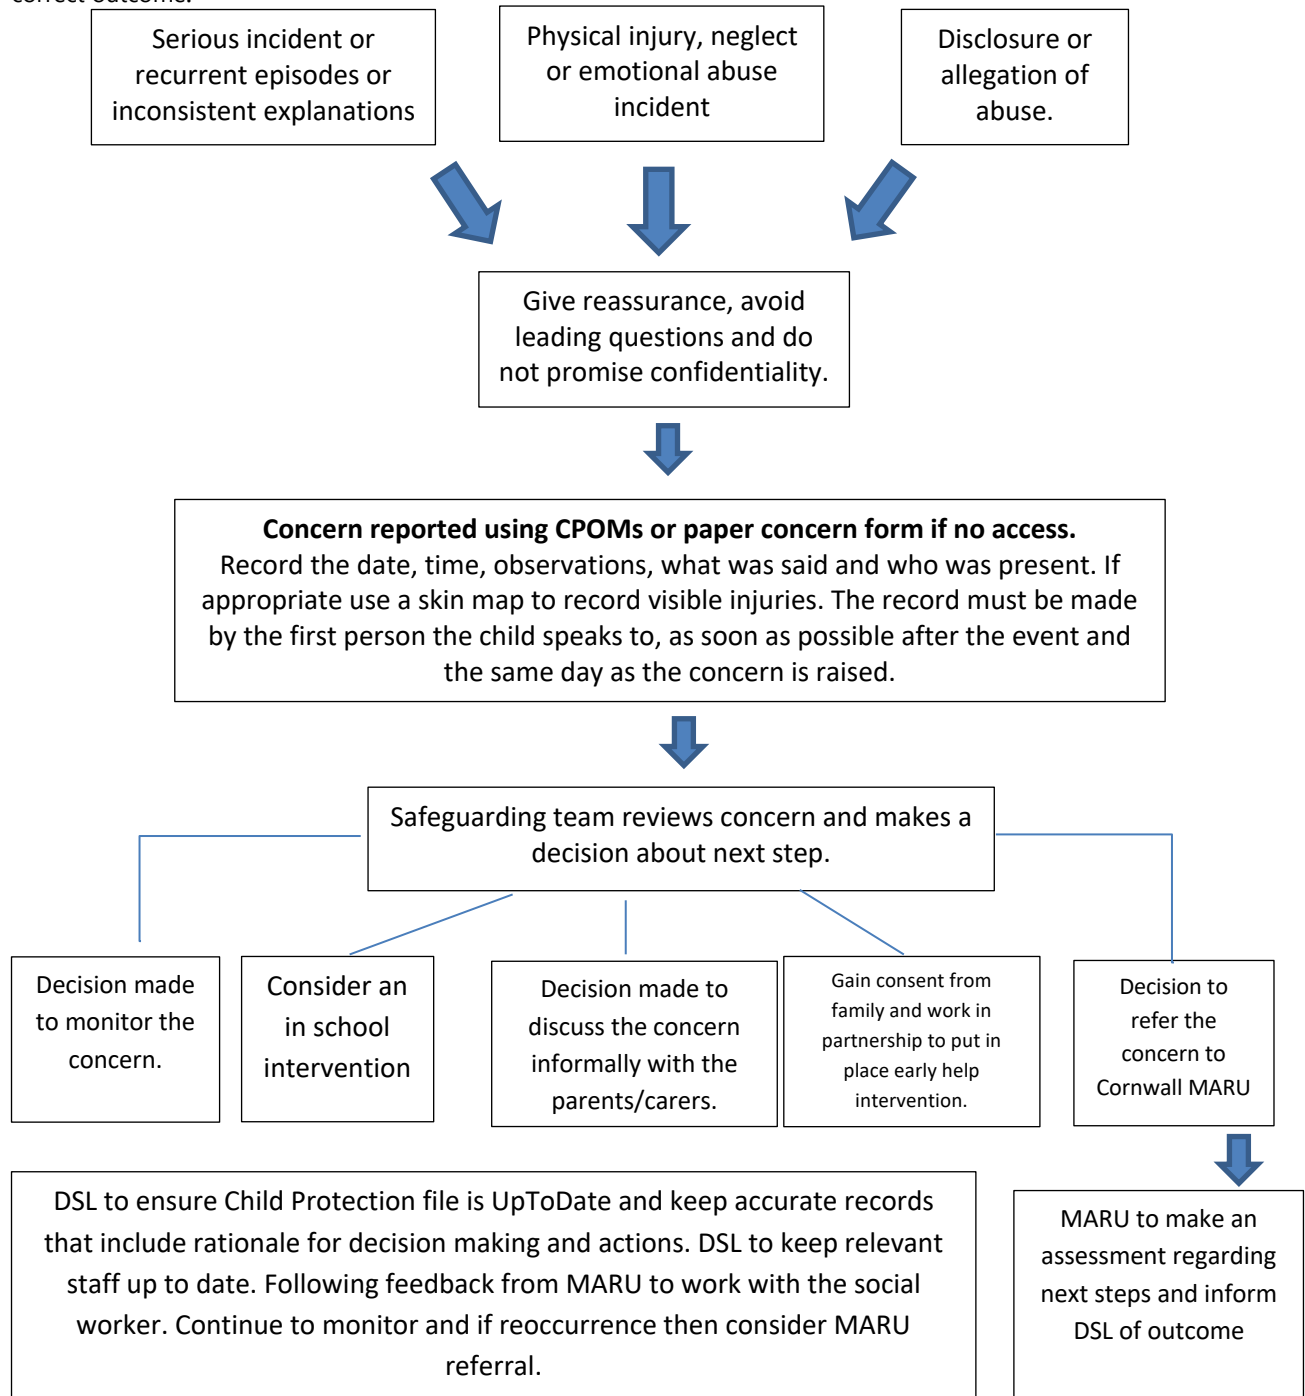 correct outcome.
Serious incident or
recurrent episodes or
inconsistent explanations
Physical injury, neglect
or emotional abuse
incident
Disclosure or
allegation of
abuse.
Give reassurance, avoid
leading questions and do
not promise confidentiality.
Concern reported using CPOMs or paper concern form if no access.
Record the date, time, observations, what was said and who was present. If
appropriate use a skin map to record visible injuries. The record must be made
by the first person the child speaks to, as soon as possible after the event and
the same day as the concern is raised.
Safeguarding team reviews concern and makes a
decision about next step.
Decision made
to monitor the
concern.
Consider an
in school
intervention
Decision made to
discuss the concern
informally with the
parents/carers.
Gain consent from
family and work in
partnership to put in
place early help
intervention.
Decision to
refer the
concern to
Cornwall MARU
DSL to ensure Child Protection file is UpToDate and keep accurate records
that include rationale for decision making and actions. DSL to keep relevant
staff up to date. Following feedback from MARU to work with the social
worker. Continue to monitor and if reoccurrence then consider MARU
referral.
MARU to make an
assessment regarding
next steps and inform
DSL of outcome